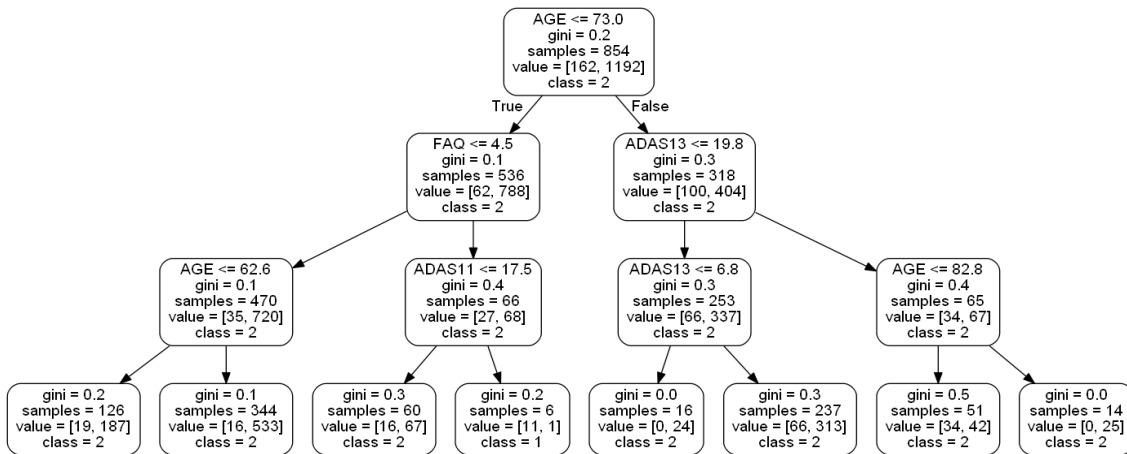 AGE <= 73.0
gini = 0.2
samples = 854
value = [162, 1192]
class = 2
True
False
FAQ <= 4.5
gini = 0.1
samples = 536
value = [62, 788]
class = 2
ADAS13 <= 19.8
gini = 0.3
samples = 318
value = [100, 404]
class = 2
AGE <= 62.6
gini = 0.1
samples = 470
value = [35, 720]
class = 2
ADAS11 <= 17.5
gini = 0.4
samples = 66
value = [27, 68]
class = 2
ADAS13 <= 6.8
gini = 0.3
samples = 253
value = [66, 337]
class = 2
AGE <= 82.8
gini = 0.4
samples = 65
value = [34, 67]
class = 2
gini = 0.2
samples = 126
value = [19, 187]
class = 2
gini = 0.1
samples = 344
value = [16, 533]
class = 2
gini = 0.3
samples = 60
value = [16, 67]
class = 2
gini = 0.2
samples = 6
value = [11, 1]
class = 1
gini = 0.0
samples = 16
value = [0, 24]
class = 2
gini = 0.3
samples = 237
value = [66, 313]
class = 2
gini = 0.5
samples = 51
value = [34, 42]
class = 2
gini = 0.0
samples = 14
value = [0, 25]
class = 2